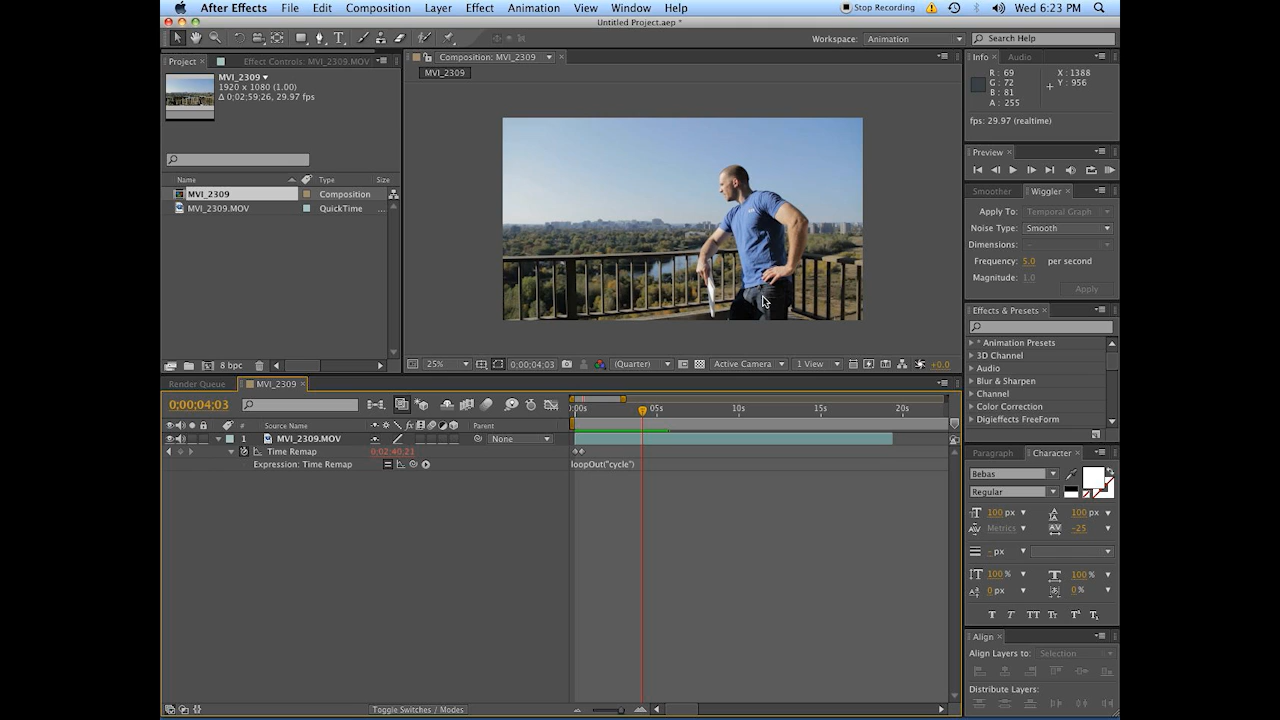 After Effects File Edit Composition Layer Effect Animation View Window Help Stop Recording Wed 6:23 PM
Untitled Project.aep *
Workspace: Animation Search Help
Project Effect Controls: MVI_2309.MOV Composition: MVI_2309 Info Audio
MVI_2309
MVI_2309
1920 x 1080 (1.00)
Δ 0;02;59;26, 29.97 fps
R: 69 X: 1388
G: 72 Y: 956
B: 81
A: 255
fps: 29.97 (realtime)
Preview
Smoother Wiggler
Apply To: Temporal Graph
Noise Type: Smooth
Dimensions: -
Frequency: 5.0 per second
Magnitude: 1.0
Apply
Name Type Size
MVI_2309 Composition
MVI_2309.MOV QuickTime ...
Effects & Presets
* Animation Presets
3D Channel
Audio
Blur & Sharpen
Channel
Color Correction
Digieffects FreeForm
8 bpc
25% 0;00;04;03 (Quarter) Active Camera 1 View +0.0
Render Queue MVI_2309
0;00;04;03
):00s 05s 10s 15s 20s
# Source Name Parent
1 MVI_2309.MOV None
Time Remap 0;02;40;21
Expression: Time Remap loopOut("cycle")
Paragraph Character
Bebas
Regular
100 px 100 px
Metrics -25
- px
100 % 100 %
0 px 0 %
T T TT Tr T¹ T₁
Align
Align Layers to: Selection
Distribute Layers:
Toggle Switches / Modes